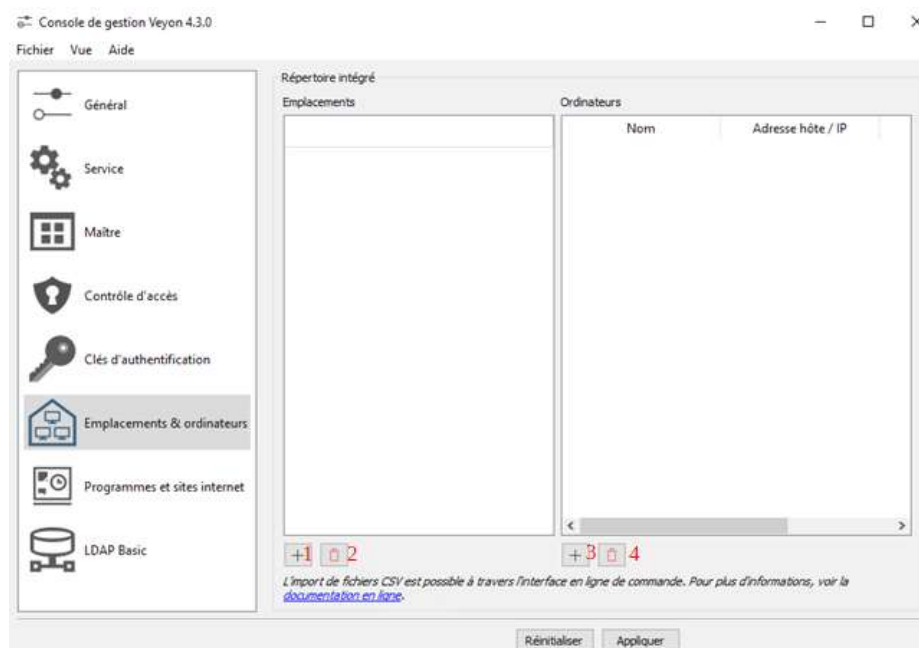 Console de gestion Veyon 4.3.0
Fichier Vue Aide
Général
Service
Maître
Contrôle d'accès
Clés d'authentification
Emplacements & ordinateurs
Programmes et sites internet
LDAP Basic
Répertoire intégré
Emplacements
Ordinateurs
Nom Adresse hôte / IP
+1 2
+ 3 4
L'import de fichiers CSV est possible à travers l'interface en ligne de commande. Pour plus d'informations, voir la
documentation en ligne.
Réinitialiser Appliquer